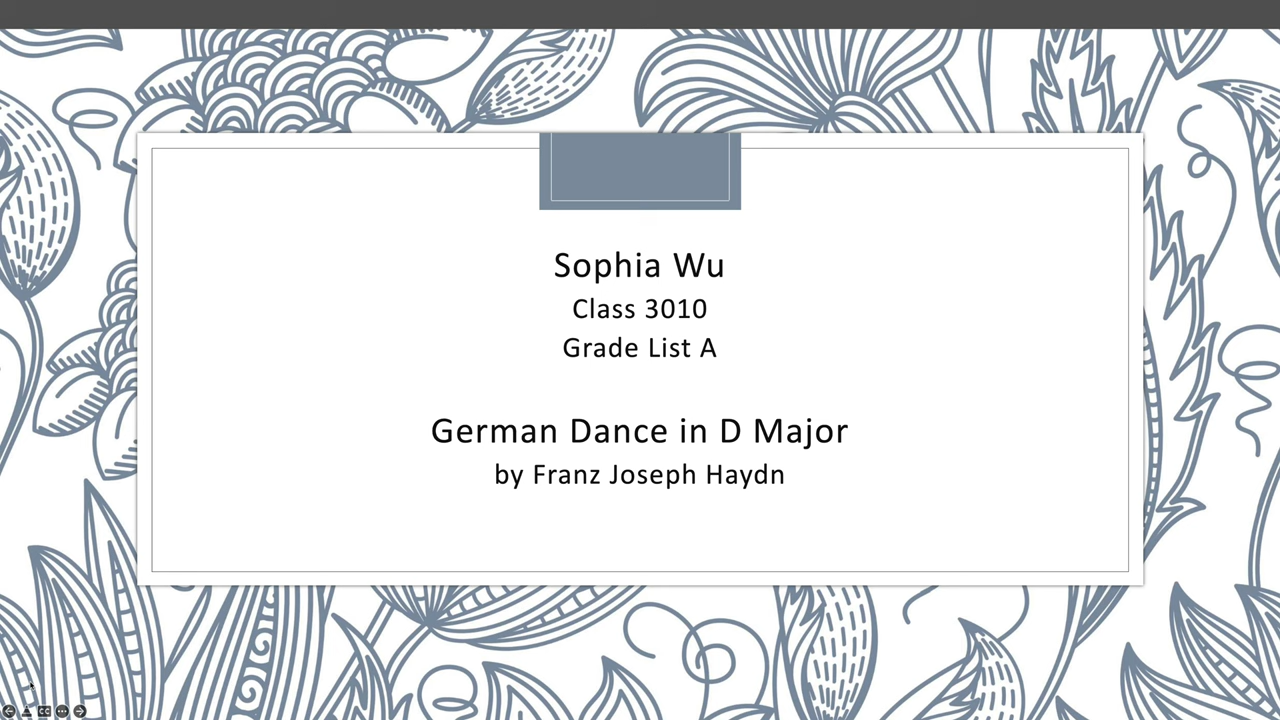 Sophia Wu
Class 3010
Grade List A
German Dance in D Major
by Franz Joseph Haydn